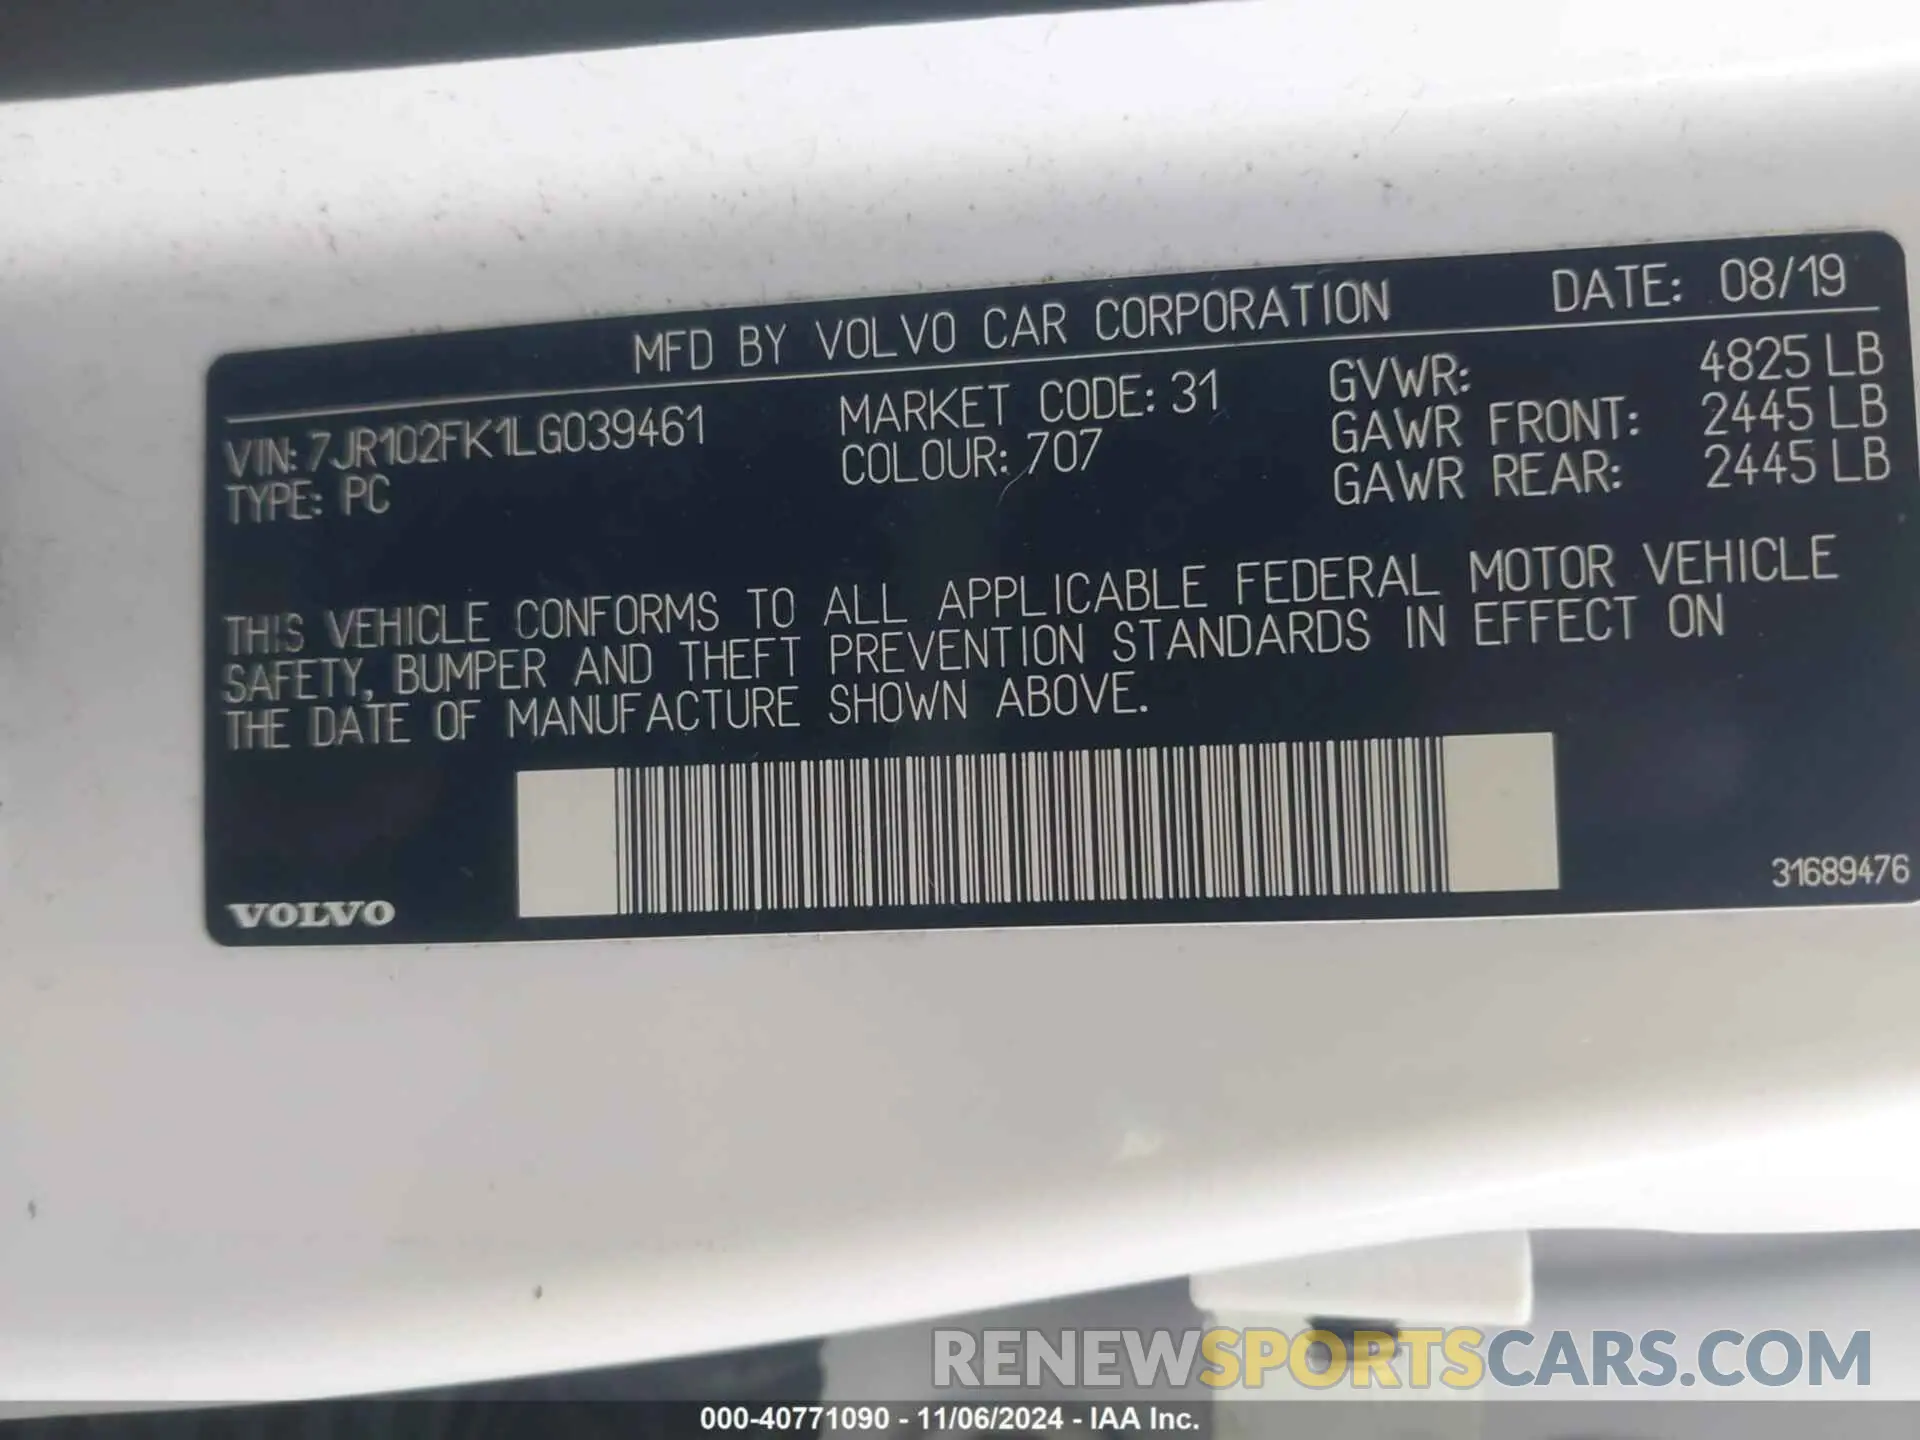 MFD BY VOLVO CAR CORPORATION DATE: 08/19
VIN: 7JR102FK1LG039461 MARKET CODE: 31 GVWR: 4825 LB
TYPE: PC COLOUR: 707 GAWR FRONT: 2445 LB
GAWR REAR: 2445 LB
THIS VEHICLE CONFORMS TO ALL APPLICABLE FEDERAL MOTOR VEHICLE
SAFETY, BUMPER AND THEFT PREVENTION STANDARDS IN EFFECT ON
THE DATE OF MANUFACTURE SHOWN ABOVE.
VOLVO 31689476
RENEWSPORTSCARS.COM
000-40771090 - 11/06/2024 - IAA Inc.